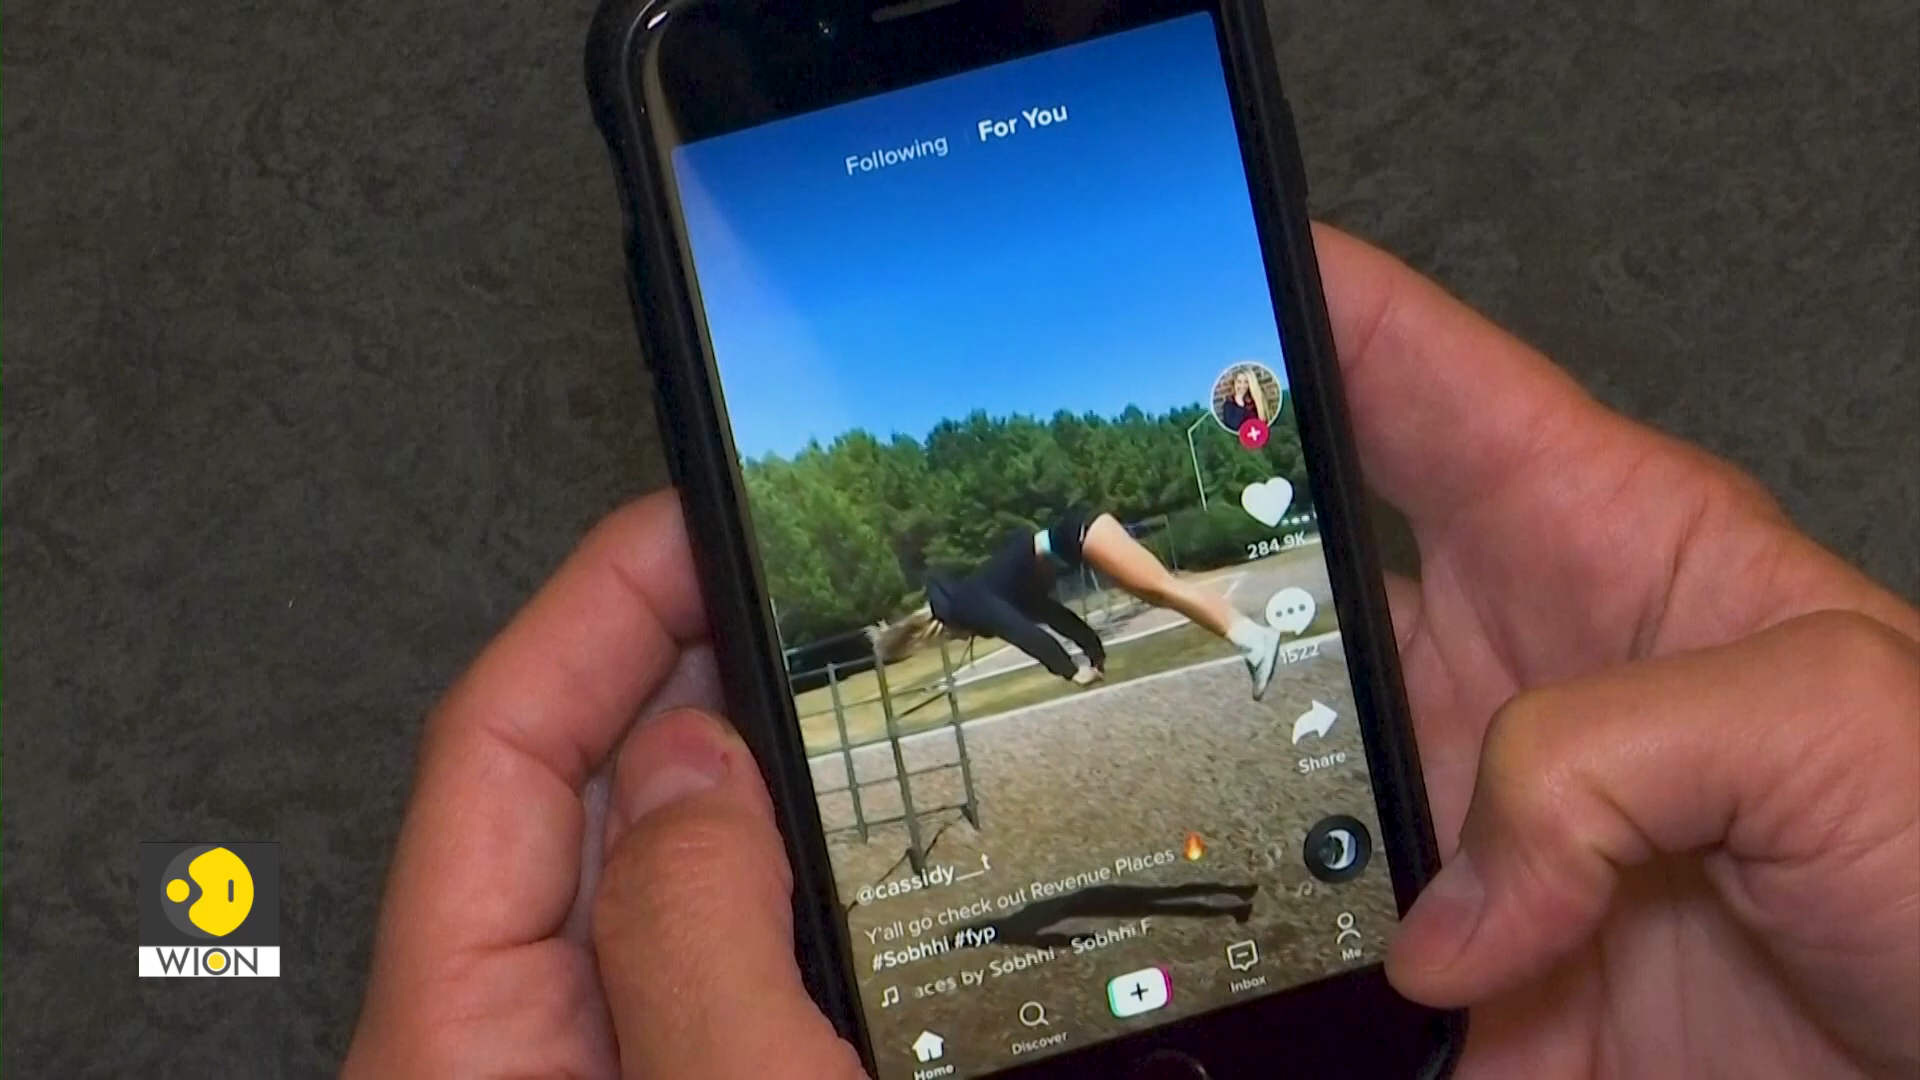 Following For You
284.9K
1522
Share
@cassidy__t
Y'all go check out Revenue Places 🔥
#Sobhhi #fyp
aces by Sobhhi - Sobhhi F
Home
Discover
Inbox
Me
WION